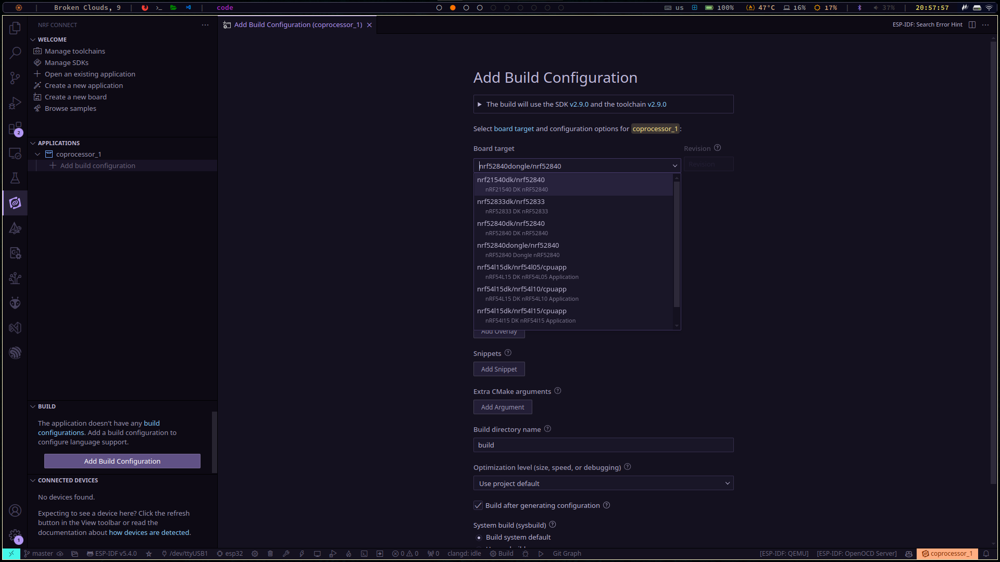 Broken Clouds, 9
code
us
100%
47°C
16%
17%
37%
20:57:57
NRF CONNECT
Add Build Configuration (coprocessor_1)
ESP-IDF: Search Error Hint
WELCOME
Manage toolchains
Manage SDKs
Open an existing application
Create a new application
Create a new board
Browse samples
APPLICATIONS
coprocessor_1
Add build configuration
2
Add Build Configuration
The build will use the SDK v2.9.0 and the toolchain v2.9.0
Select board target and configuration options for coprocessor_1:
Board target
Revision
nrf52840dongle/nrf52840
Revision
nrf21540dk/nrf52840
nRF21540 DK nRF52840
nrf52833dk/nrf52833
nRF52833 DK nRF52833
nrf52840dk/nrf52840
nRF52840 DK nRF52840
nrf52840dongle/nrf52840
nRF52840 Dongle nRF52840
nrf54l15dk/nrf54l05/cpuapp
nRF54L15 DK nRF54L05 Application
nrf54l15dk/nrf54l10/cpuapp
nRF54L15 DK nRF54L10 Application
nrf54l15dk/nrf54l15/cpuapp
nRF54l15 DK nRF54l15 Application
Add Overlay
Snippets
Add Snippet
Extra CMake arguments
Add Argument
Build directory name
build
Optimization level (size, speed, or debugging)
Use project default
Build after generating configuration
System build (sysbuild)
Build system default
BUILD
The application doesn't have any build
configurations. Add a build configuration to
configure language support.
Add Build Configuration
CONNECTED DEVICES
No devices found.
Expecting to see a device here? Click the refresh
button in the View toolbar or read the
documentation about how devices are detected.
1
master
ESP-IDF v5.4.0
/dev/ttyUSB1
esp32
0
0
0
clangd: idle
Build
Git Graph
[ESP-IDF: QEMU]
[ESP-IDF: OpenOCD Server]
coprocessor_1